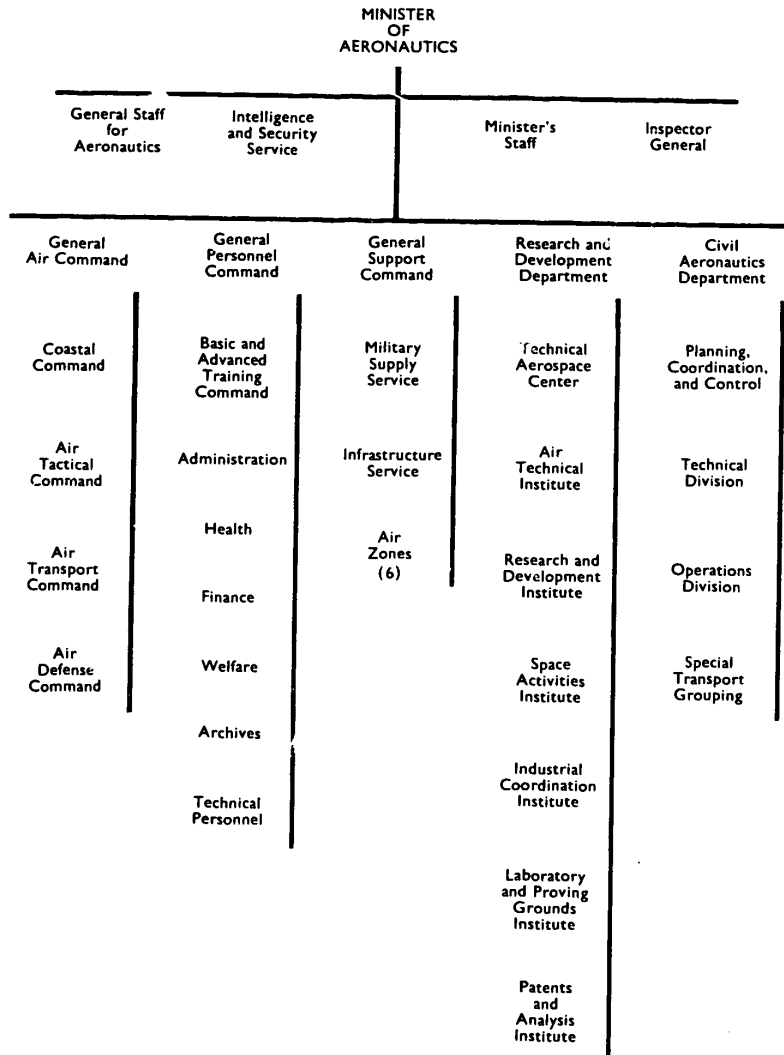 MINISTER
OF
AERONAUTICS
General Staff
for
Aeronautics
Intelligence
and Security
Service
Minister's
Staff
Inspector
General
General
Air Command
Coastal
Command
Air
Tactical
Command
Air
Transport
Command
Air
Defense
Command
General
Personnel
Command
Basic and
Advanced
Training
Command
Administration
Health
Finance
Welfare
Archives
Technical
Personnel
General
Support
Command
Military
Supply
Service
Infrastructure
Service
Air
Zones
(6)
Research and
Development
Department
Technical
Aerospace
Center
Air
Technical
Institute
Research and
Development
Institute
Space
Activities
Institute
Industrial
Coordination
Institute
Laboratory
and Proving
Grounds
Institute
Patents
and
Analysis
Institute
Civil
Aeronautics
Department
Planning,
Coordination,
and Control
Technical
Division
Operations
Division
Special
Transport
Grouping